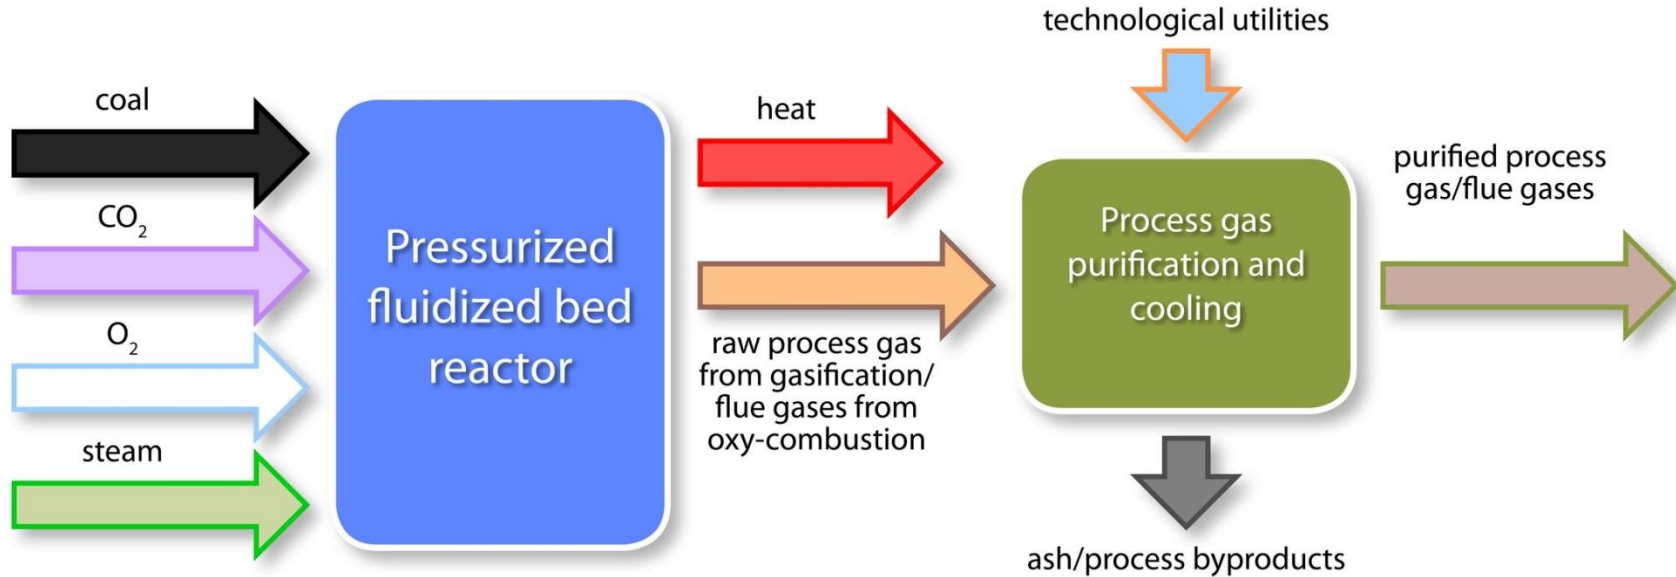 technological utilities
coal
CO₂
O₂
steam
Pressurized
fluidized bed
reactor
heat
raw process gas
from gasification/
flue gases from
oxy-combustion
Process gas
purification and
cooling
purified process
gas/flue gases
ash/process byproducts